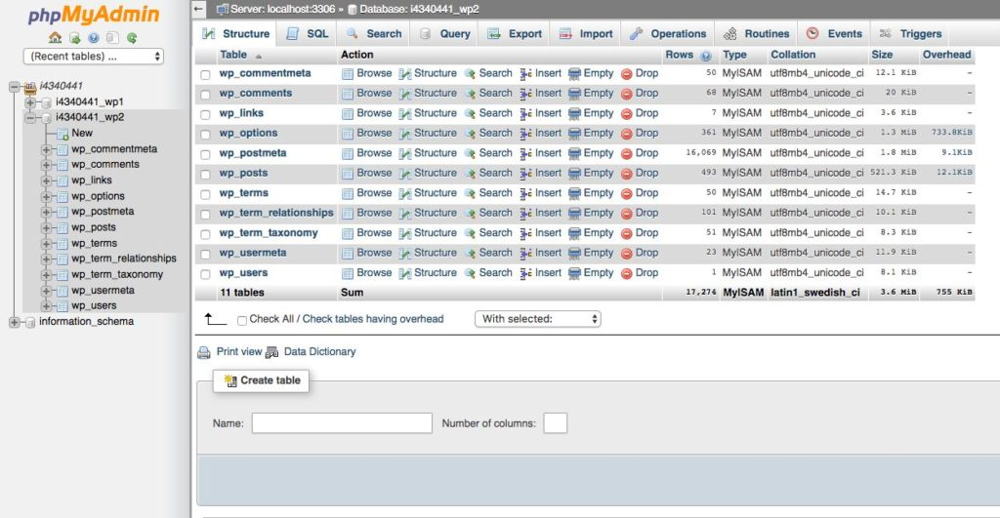 phpMyAdmin
(Recent tables) ...
i4340441
i4340441_wp1
i4340441_wp2
New
wp_commentmeta
wp_comments
wp_links
wp_options
wp_postmeta
wp_posts
wp_terms
wp_term_relationships
wp_term_taxonomy
wp_usermeta
wp_users
information_schema
Server: localhost:3306 » Database: i4340441_wp2
Structure SQL Search Query Export Import Operations Routines Events Triggers
Table Action Rows Type Collation Size Overhead
wp_commentmeta Browse Structure Search Insert Empty Drop 50 MyISAM utf8mb4_unicode_ci 12.1 KiB -
wp_comments Browse Structure Search Insert Empty Drop 68 MyISAM utf8mb4_unicode_ci 20 KiB -
wp_links Browse Structure Search Insert Empty Drop 7 MyISAM utf8mb4_unicode_ci 3.6 KiB -
wp_options Browse Structure Search Insert Empty Drop 361 MyISAM utf8mb4_unicode_ci 1.3 MiB 733.8KiB
wp_postmeta Browse Structure Search Insert Empty Drop 16,069 MyISAM utf8mb4_unicode_ci 1.8 MiB 9.1KiB
wp_posts Browse Structure Search Insert Empty Drop 493 MyISAM utf8mb4_unicode_ci 521.3 KiB 12.1KiB
wp_terms Browse Structure Search Insert Empty Drop 50 MyISAM utf8mb4_unicode_ci 14.7 KiB -
wp_term_relationships Browse Structure Search Insert Empty Drop 101 MyISAM utf8mb4_unicode_ci 10.1 KiB -
wp_term_taxonomy Browse Structure Search Insert Empty Drop 51 MyISAM utf8mb4_unicode_ci 8.3 KiB -
wp_usermeta Browse Structure Search Insert Empty Drop 23 MyISAM utf8mb4_unicode_ci 11.9 KiB -
wp_users Browse Structure Search Insert Empty Drop 1 MyISAM utf8mb4_unicode_ci 8.1 KiB -
11 tables Sum 17,274 MyISAM latin1_swedish_ci 3.6 MiB 755 KiB
Check All / Check tables having overhead With selected:
Print view Data Dictionary
Create table
Name: Number of columns: